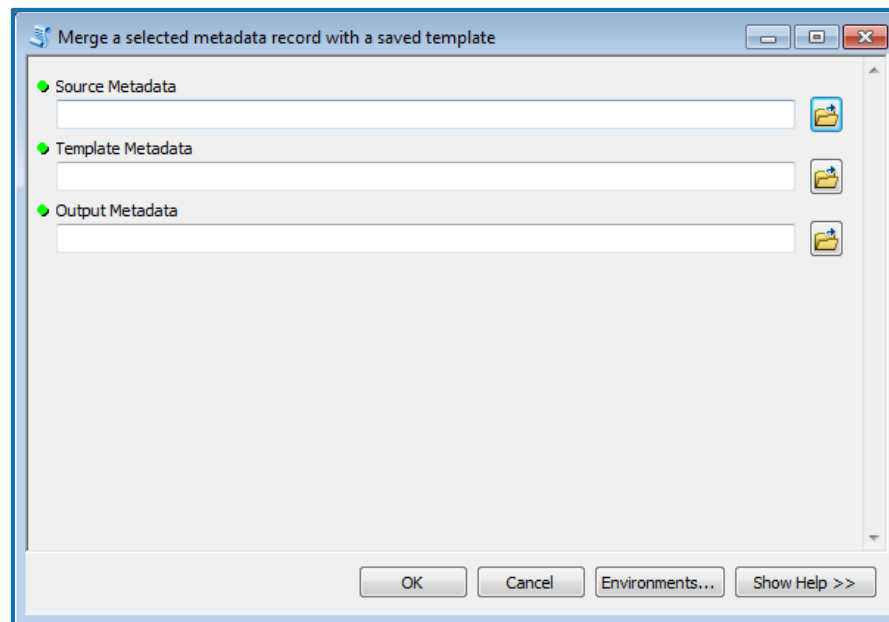 Merge a selected metadata record with a saved template
Source Metadata
Template Metadata
Output Metadata
OK Cancel Environments... Show Help >>